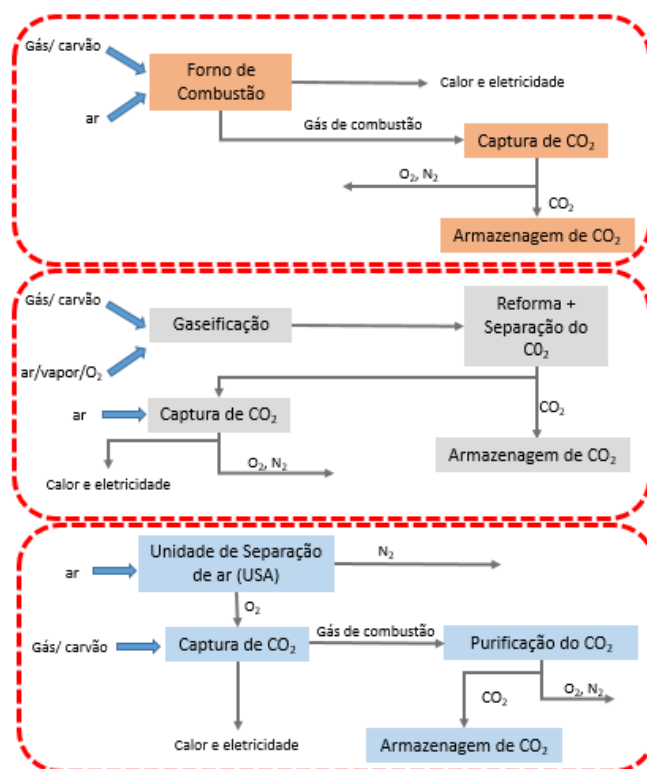 Gás/ carvão
ar
Forno de
Combustão
Calor e eletricidade
Gás de combustão
Captura de CO₂
O₂, N₂
CO₂
Armazenagem de CO₂
Gás/ carvão
ar/vapor/O₂
Gaseificação
Reforma +
Separação do
C0₂
ar
Captura de CO₂
CO₂
Calor e eletricidade
O₂, N₂
Armazenagem de CO₂
ar
Unidade de Separação
de ar (USA)
N₂
O₂
Gás/ carvão
Captura de CO₂
Gás de combustão
Purificação do CO₂
CO₂
O₂, N₂
Calor e eletricidade
Armazenagem de CO₂